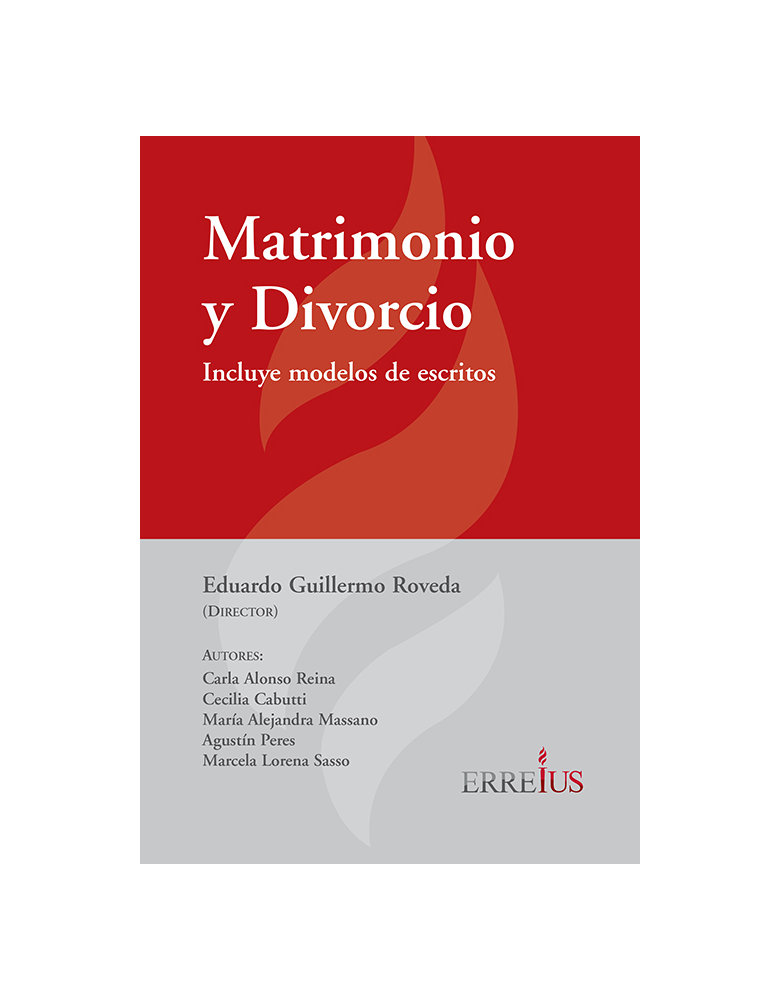 Matrimonio
y Divorcio
Incluye modelos de escritos
Eduardo Guillermo Roveda
(Director)
Autores:
Carla Alonso Reina
Cecilia Cabutti
María Alejandra Massano
Agustín Peres
Marcela Lorena Sasso
ERREIUS